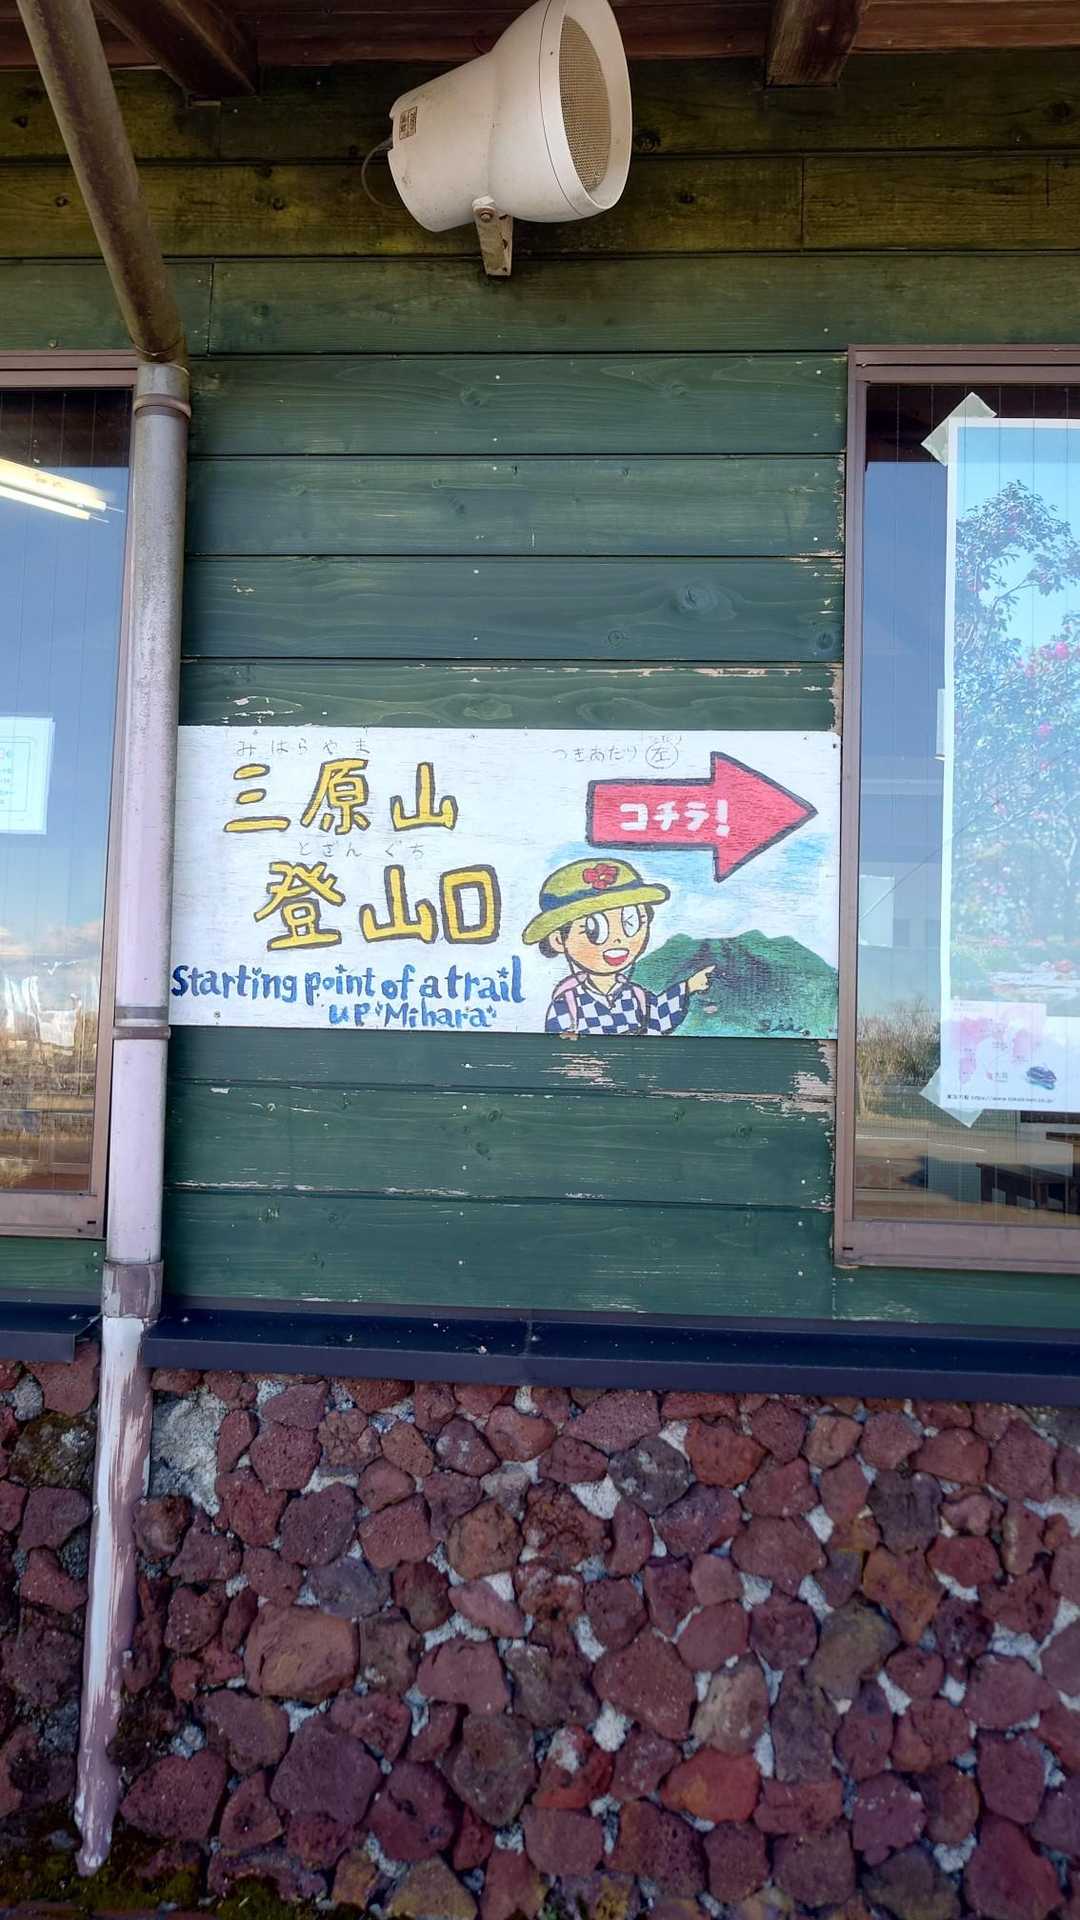 みはらやま
三原山
つきあたり 左
コチラ!
とざんぐち
登山口
Starting point of a trail
up "Mihara"